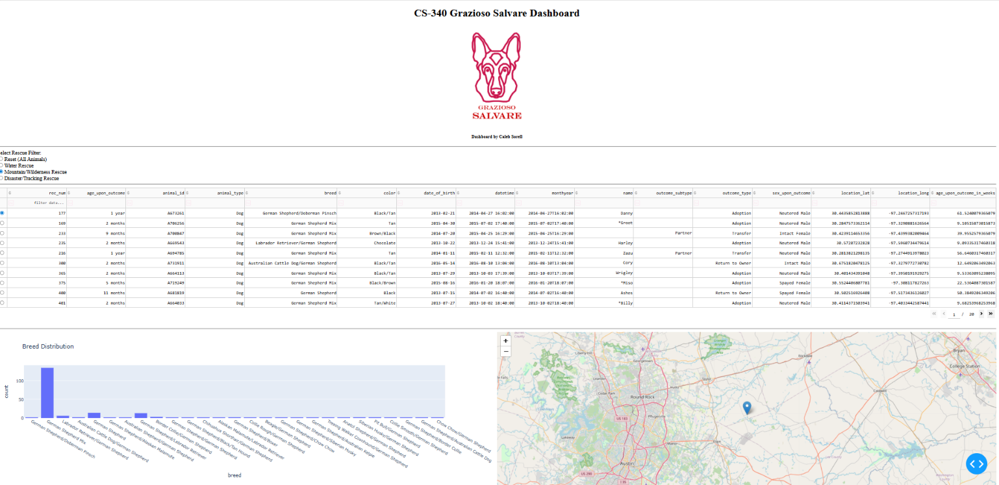 CS-340 Grazioso Salvare Dashboard
GRAZIOSO
SALVARE
Dashboard by Caleb Sorell
elect Rescue Filter:
Reset (All Animals)
Water Rescue
Mountain/Wilderness Rescue
Disaster/Tracking Rescue
rec_num age_upon_outcome animal_id animal_type breed color date_of_birth datetime monthyear name outcome_subtype outcome_type sex_upon_outcome location_lat location_long age_upon_outcome_in_weeks
filter data...
177 1 year A673261 Dog German Shepherd/Doberman Pinsch Black/Tan 2013-02-21 2014-04-27 16:02:00 2014-04-27T16:02:00 Danny Adoption Neutered Male 30.4435852813888 -97.2467257317193 61.5240079365079
169 2 months A706256 Dog German Shepherd Mix Tan 2015-04-30 2015-07-02 17:40:00 2015-07-02T17:40:00 *Groot Adoption Neutered Male 30.2847573362114 -97.3290881626564 9.10515873015873
233 9 months A700847 Dog German Shepherd Mix Brown/Black 2014-07-20 2015-04-25 16:29:00 2015-04-25T16:29:00 Partner Transfer Intact Female 30.4239114653356 -97.4399382009464 39.9552579365079
235 2 months A669543 Dog Labrador Retriever/German Shepherd Chocolate 2013-10-22 2013-12-24 15:41:00 2013-12-24T15:41:00 Harley Adoption Neutered Male 30.57207232828 -97.5960734479614 9.09335317460318
216 1 year A694785 Dog German Shepherd Mix Tan 2014-01-11 2015-02-11 12:32:00 2015-02-11T12:32:00 Zazu Partner Transfer Neutered Male 30.2813821298135 -97.2744913978023 56.6460317460317
300 2 months A731911 Dog Australian Cattle Dog/German Shepherd Black/Tan 2016-05-14 2016-08-10 13:04:00 2016-08-10T13:04:00 Cory Return to Owner Intact Male 30.6751820478125 -97.3279772730782 12.6492063492063
365 2 months A664113 Dog German Shepherd Mix Black/Tan 2013-07-29 2013-10-03 17:39:00 2013-10-03T17:39:00 Wrigley Adoption Neutered Male 30.401434391048 -97.3950191929275 9.53363095238095
375 5 months A719249 Dog German Shepherd Mix Black/Brown 2015-08-16 2016-01-20 18:07:00 2016-01-20T18:07:00 *Miso Adoption Spayed Female 30.5524406807781 -97.308117827263 22.5364087301587
400 11 months A681819 Dog German Shepherd Black 2013-07-15 2014-07-02 16:40:00 2014-07-02T16:40:00 Ashos Return to Owner Spayed Female 30.502516926408 -97.5173436126027 50.3849206349206
401 2 months A664033 Dog German Shepherd Mix Tan/White 2013-07-27 2013-10-02 18:40:00 2013-10-02T18:40:00 *Billy Adoption Neutered Male 30.4114371503941 -97.4033442587441 9.68253968253968
1 / 20
Breed Distribution
count
100
50
0
German Shepherd/Doberman Pinsch
German Shepherd Mix
Labrador Retriever/German Shepherd
Australian Cattle Dog/German Shepherd
German Shepherd
German Shepherd/Alaskan Malamute
Australian Shepherd/German Shepherd
German Shepherd/Labrador Retriever
Border Collie/German Shepherd
German Shepherd/Black/Tan Hound
Chihuahua Shorthair/German Shepherd
Alaskan Malamute/Labrador Retriever
German Shepherd/Boxer
Collie Rough/German Shepherd
Beagle/German Shepherd
German Shepherd/Chow Chow
German Shepherd/Siberian Husky
German Shepherd/Australian Kelpie
Treeing Walker Coonhound/German Shepherd
Anatol Shepherd/German Shepherd
Siberian Husky/German Shepherd
Pit Bull/German Shepherd
Collie Smooth/German Shepherd
German Shepherd/Border Collie
German Shepherd/Australian Cattle Dog
Chow Chow/German Shepherd
breed
+
−
Liberty Hill
Georgetown
Leander
Cedar Park
Round Rock
Hutto
Taylor
Pflugerville
US 183
Lakeway
Manor
Elgin
Austin
US 290
I 35
Rockdale
Caldwell
Bryan
College Station
Lee County
Washington County